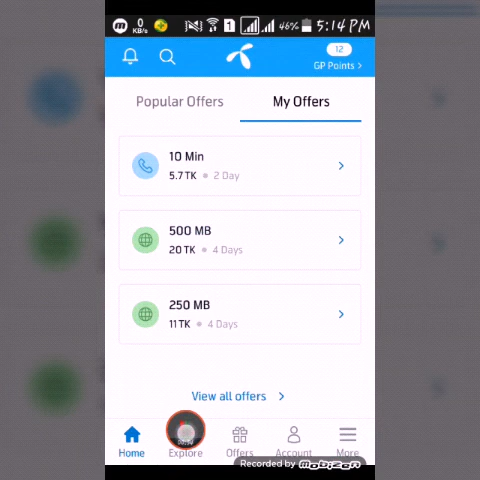 0
KB/s
1
46%
5:14 PM
12
GP Points >
Popular Offers
My Offers
10 Min
5.7 TK • 2 Day
500 MB
20 TK • 4 Days
250 MB
11 TK • 4 Days
View all offers >
Home
Explore
Offers
Account
More
Recorded by mobizen